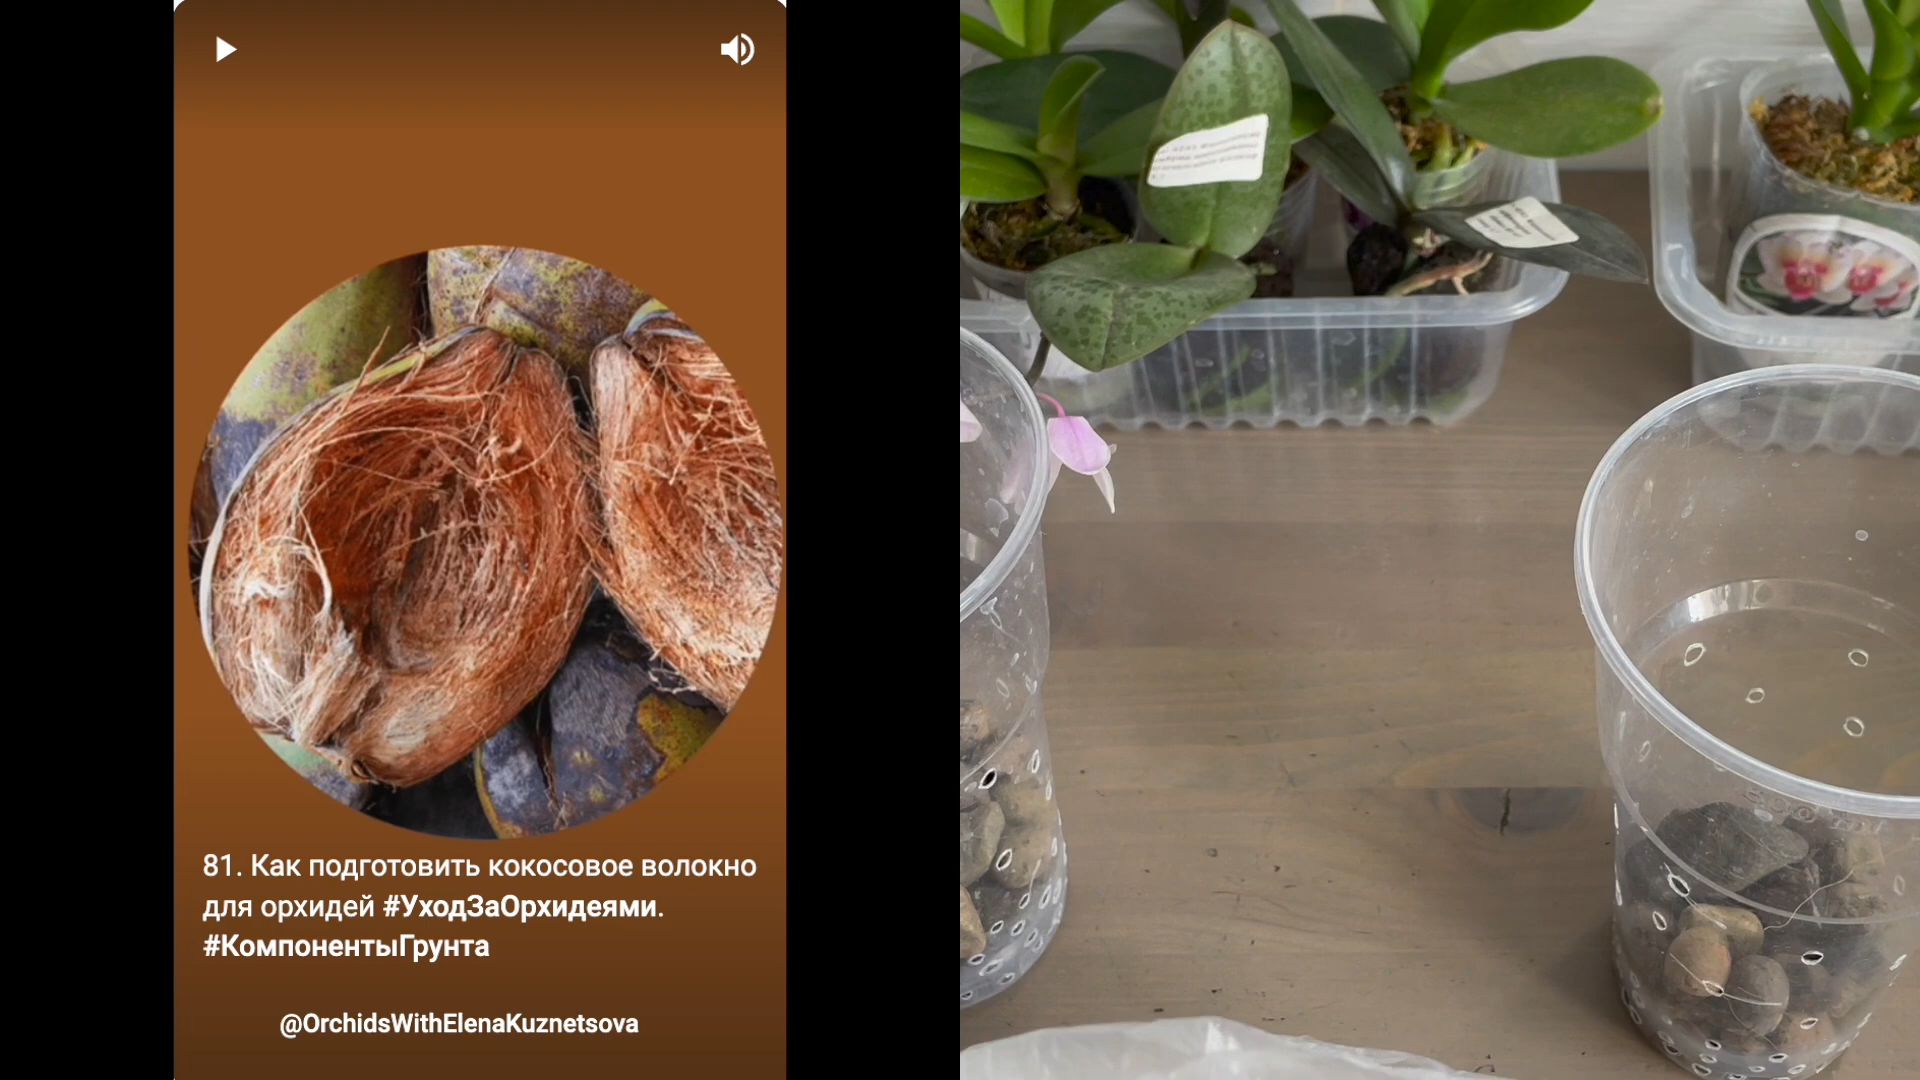 81. Как подготовить кокосовое волокно
для орхидей #УходЗаОрхидеями.
#КомпонентыГрунта
@OrchidsWithElenaKuznetsova